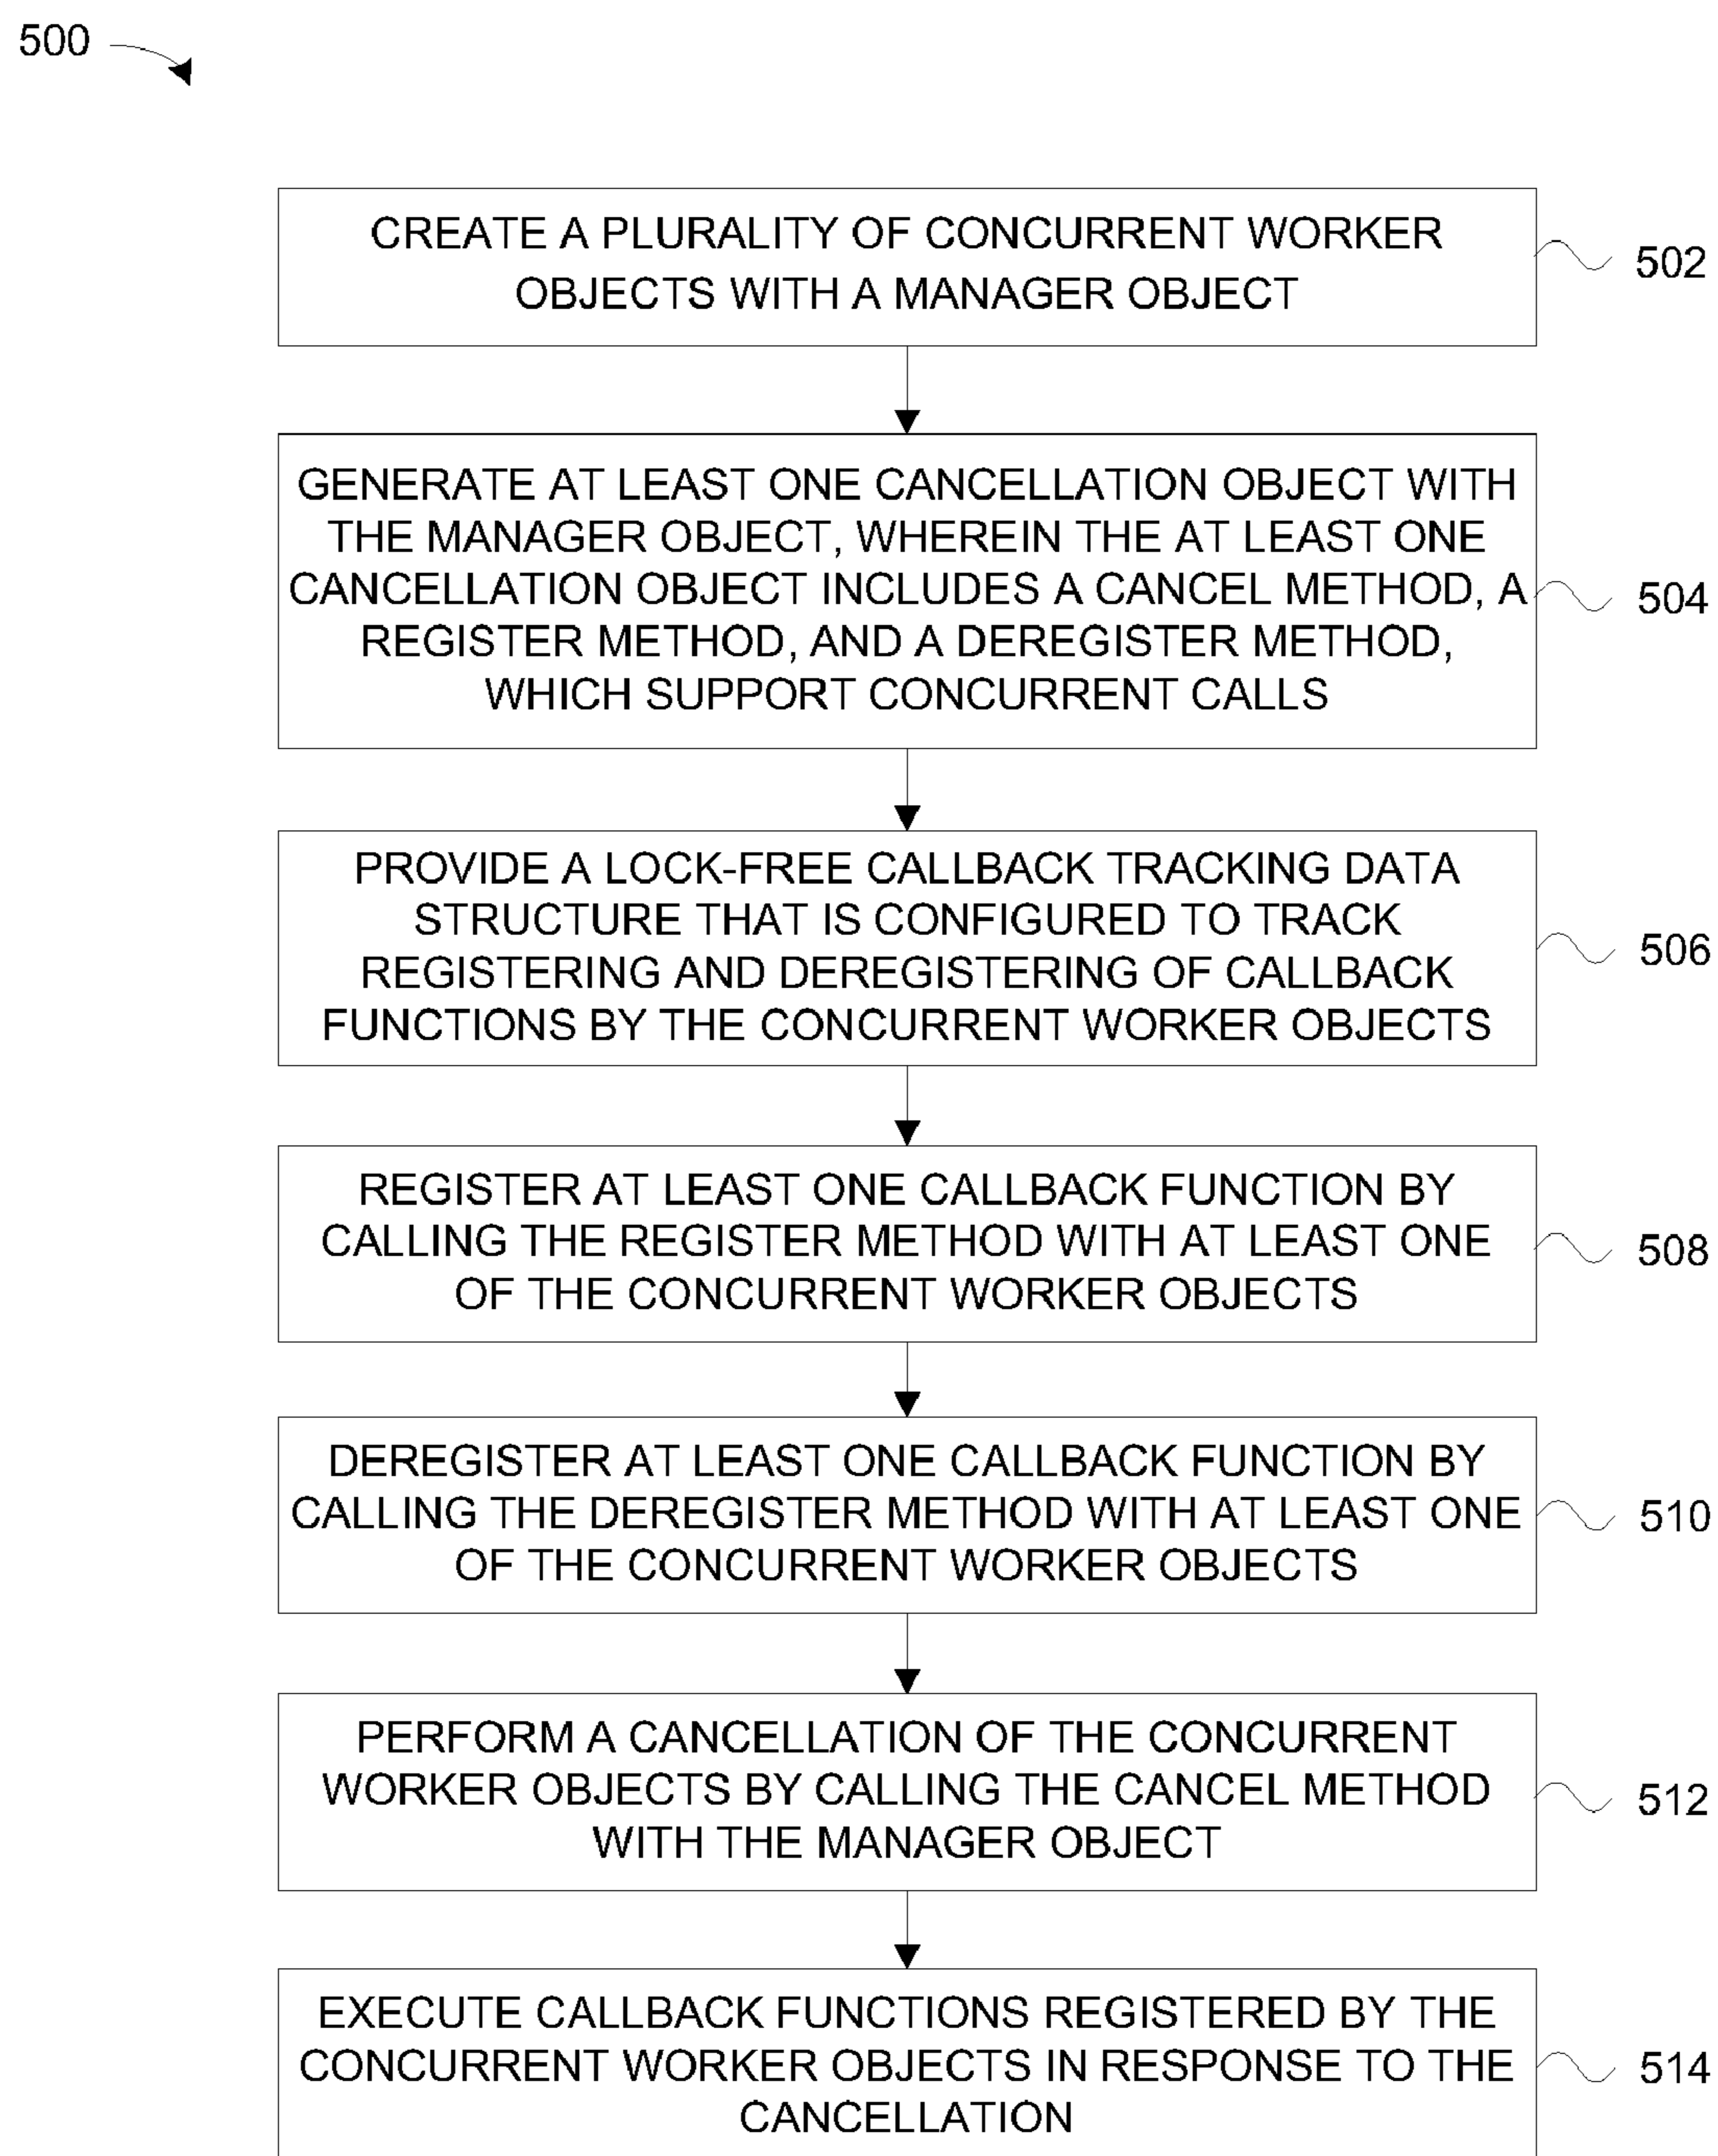 500
CREATE A PLURALITY OF CONCURRENT WORKER
OBJECTS WITH A MANAGER OBJECT
502
GENERATE AT LEAST ONE CANCELLATION OBJECT WITH
THE MANAGER OBJECT, WHEREIN THE AT LEAST ONE
CANCELLATION OBJECT INCLUDES A CANCEL METHOD, A
REGISTER METHOD, AND A DEREGISTER METHOD,
WHICH SUPPORT CONCURRENT CALLS
504
PROVIDE A LOCK-FREE CALLBACK TRACKING DATA
STRUCTURE THAT IS CONFIGURED TO TRACK
REGISTERING AND DEREGISTERING OF CALLBACK
FUNCTIONS BY THE CONCURRENT WORKER OBJECTS
506
REGISTER AT LEAST ONE CALLBACK FUNCTION BY
CALLING THE REGISTER METHOD WITH AT LEAST ONE
OF THE CONCURRENT WORKER OBJECTS
508
DEREGISTER AT LEAST ONE CALLBACK FUNCTION BY
CALLING THE DEREGISTER METHOD WITH AT LEAST ONE
OF THE CONCURRENT WORKER OBJECTS
510
PERFORM A CANCELLATION OF THE CONCURRENT
WORKER OBJECTS BY CALLING THE CANCEL METHOD
WITH THE MANAGER OBJECT
512
EXECUTE CALLBACK FUNCTIONS REGISTERED BY THE
CONCURRENT WORKER OBJECTS IN RESPONSE TO THE
CANCELLATION
514